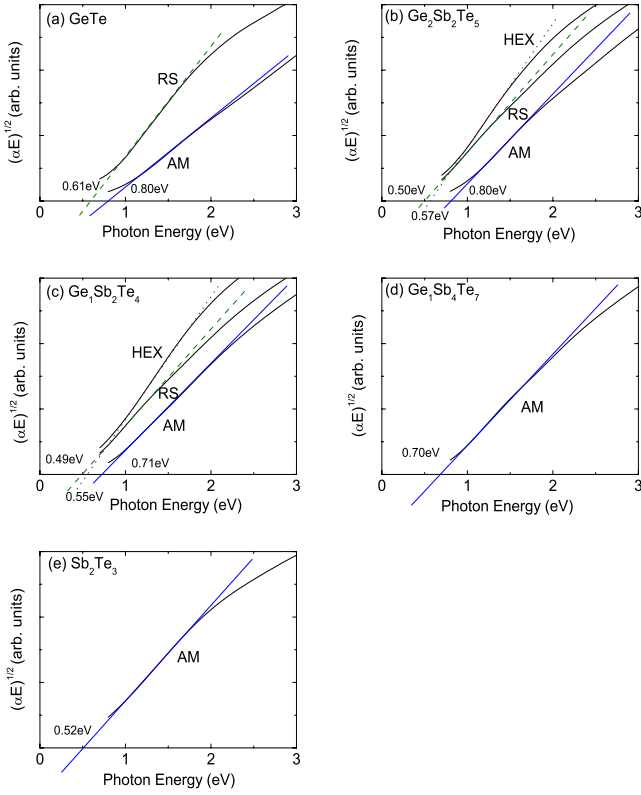 (a) GeTe
RS
AM
0.61eV
0.80eV
0 1 2 3
Photon Energy (eV)
(αE)^1/2 (arb. units)
(b) Ge2Sb2Te5
HEX
RS
AM
0.50eV
0.80eV
0.57eV
0 1 2 3
Photon Energy (eV)
(αE)^1/2 (arb. units)
(c) Ge1Sb2Te4
HEX
RS
AM
0.49eV
0.71eV
0.55eV
0 1 2 3
Photon Energy (eV)
(αE)^1/2 (arb. units)
(d) Ge1Sb4Te7
AM
0.70eV
0 1 2 3
Photon Energy (eV)
(αE)^1/2 (arb. units)
(e) Sb2Te3
AM
0.52eV
0 1 2 3
Photon Energy (eV)
(αE)^1/2 (arb. units)